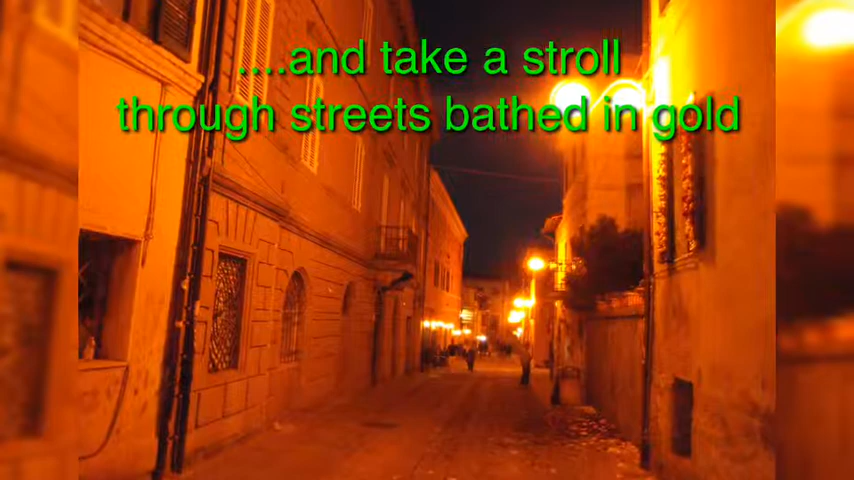 ....and take a stroll
through streets bathed in gold